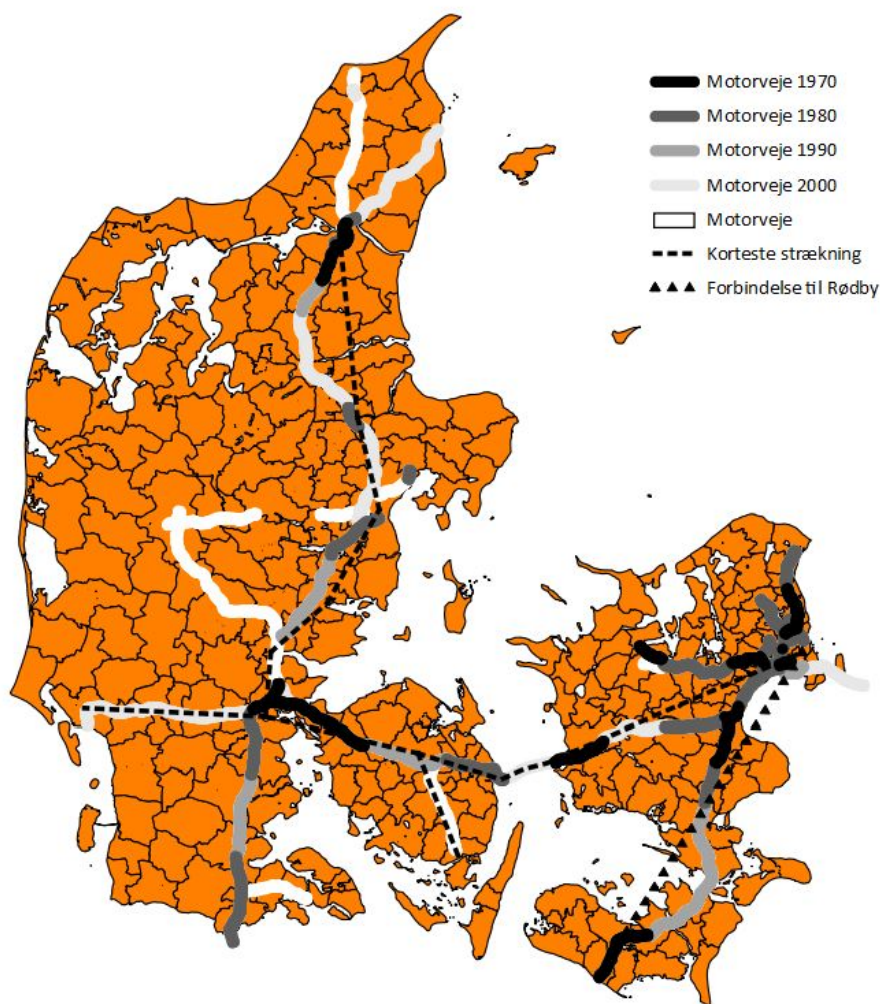 Motorveje 1970
Motorveje 1980
Motorveje 1990
Motorveje 2000
Motorveje
Korteste strækning
Forbindelse til Rødby